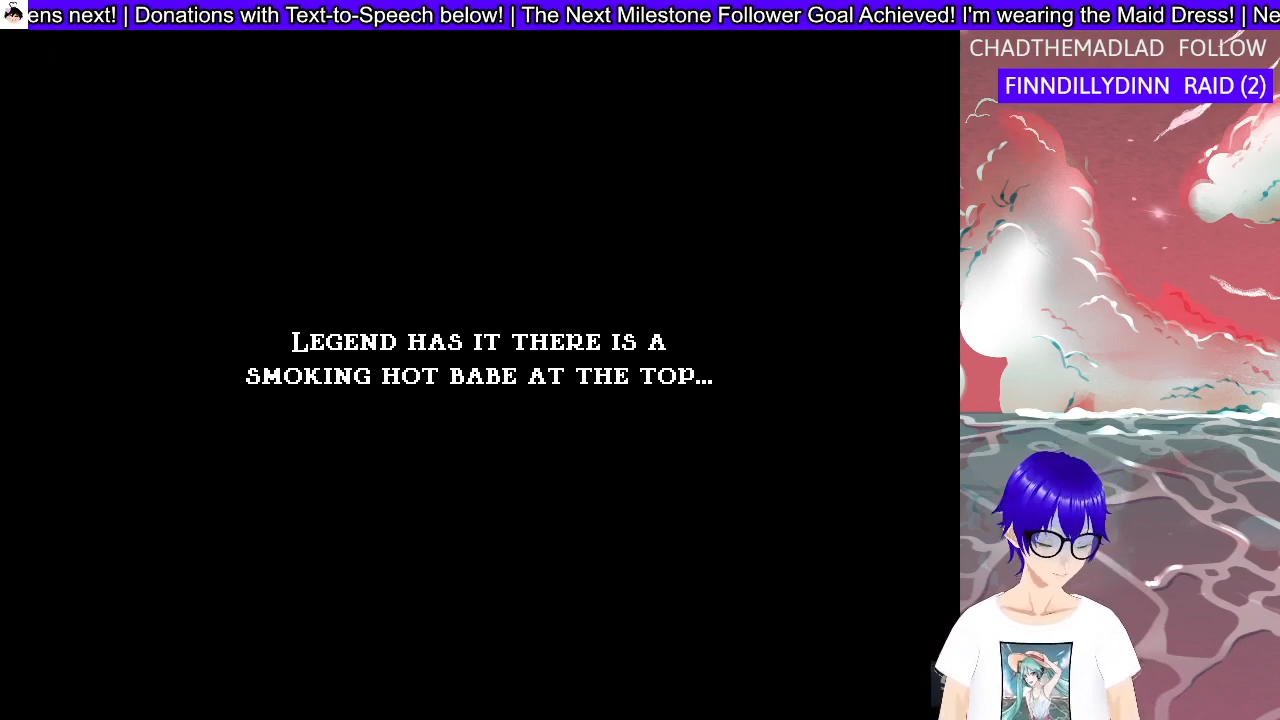 ens next! | Donations with Text-to-Speech below! | The Next Milestone Follower Goal Achieved! I'm wearing the Maid Dress! | Ne
CHADTHEMADLAD FOLLOW
FINNDILLYDINN RAID (2)
LEGEND HAS IT THERE IS A
SMOKING HOT BABE AT THE TOP...